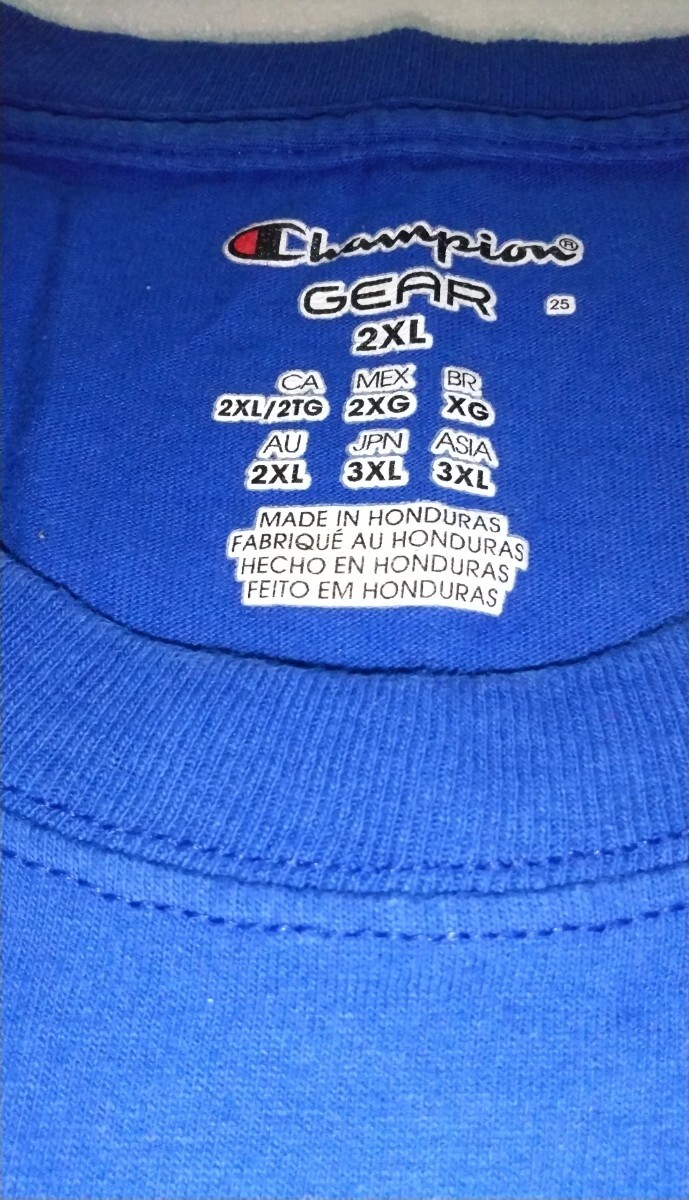 Champion®
GEAR 25
2XL
CA MEX BR
2XL/2TG 2XG XG
AU JPN ASIA
2XL 3XL 3XL
MADE IN HONDURAS
FABRIQUÉ AU HONDURAS
HECHO EN HONDURAS
FEITO EM HONDURAS